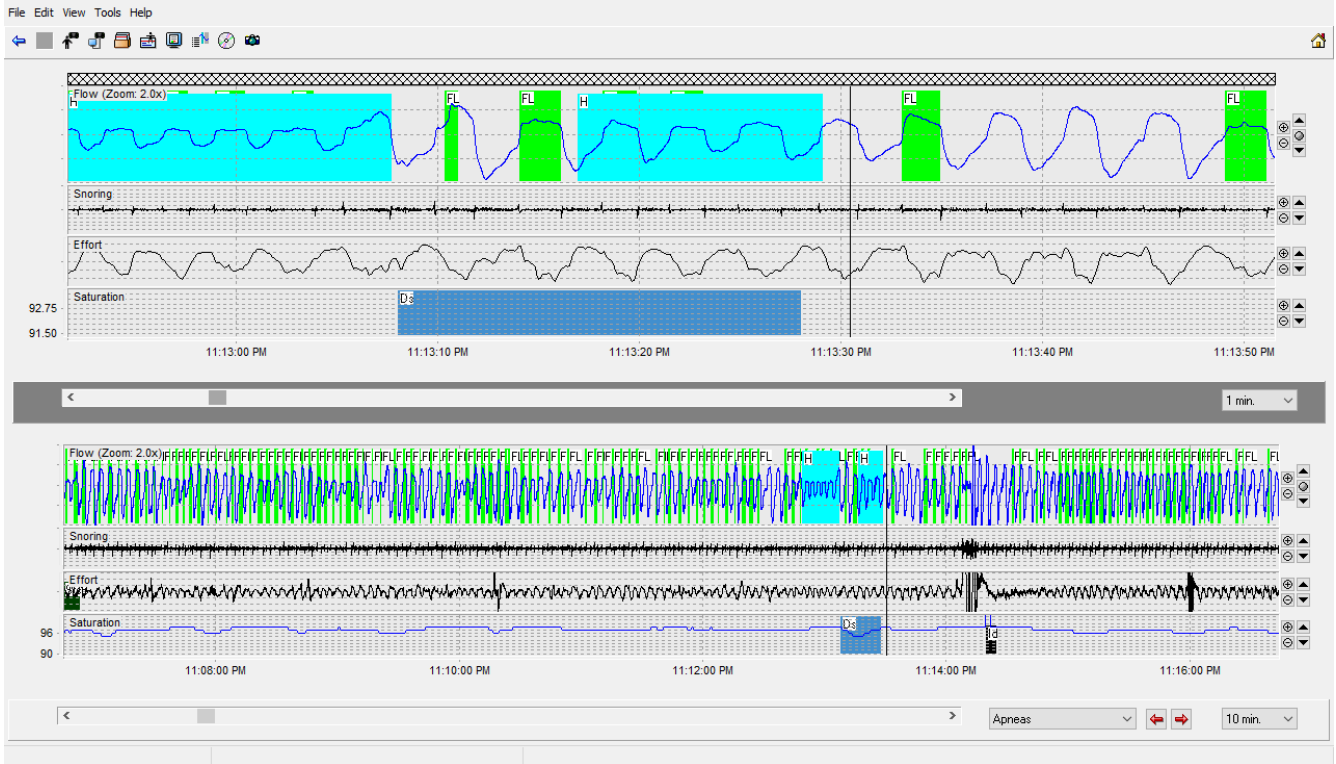 File Edit View Tools Help
Flow (Zoom: 2.0x)
H FL FL H FL FL
Snoring
Effort
Saturation
Ds
92.75
91.50
11:13:00 PM 11:13:10 PM 11:13:20 PM 11:13:30 PM 11:13:40 PM 11:13:50 PM
1 min.
Flow (Zoom: 2.0x)
H H FL
Snoring
Effort
Saturation
Ds
Id
96
90
11:08:00 PM 11:10:00 PM 11:12:00 PM 11:14:00 PM 11:16:00 PM
Apneas 10 min.